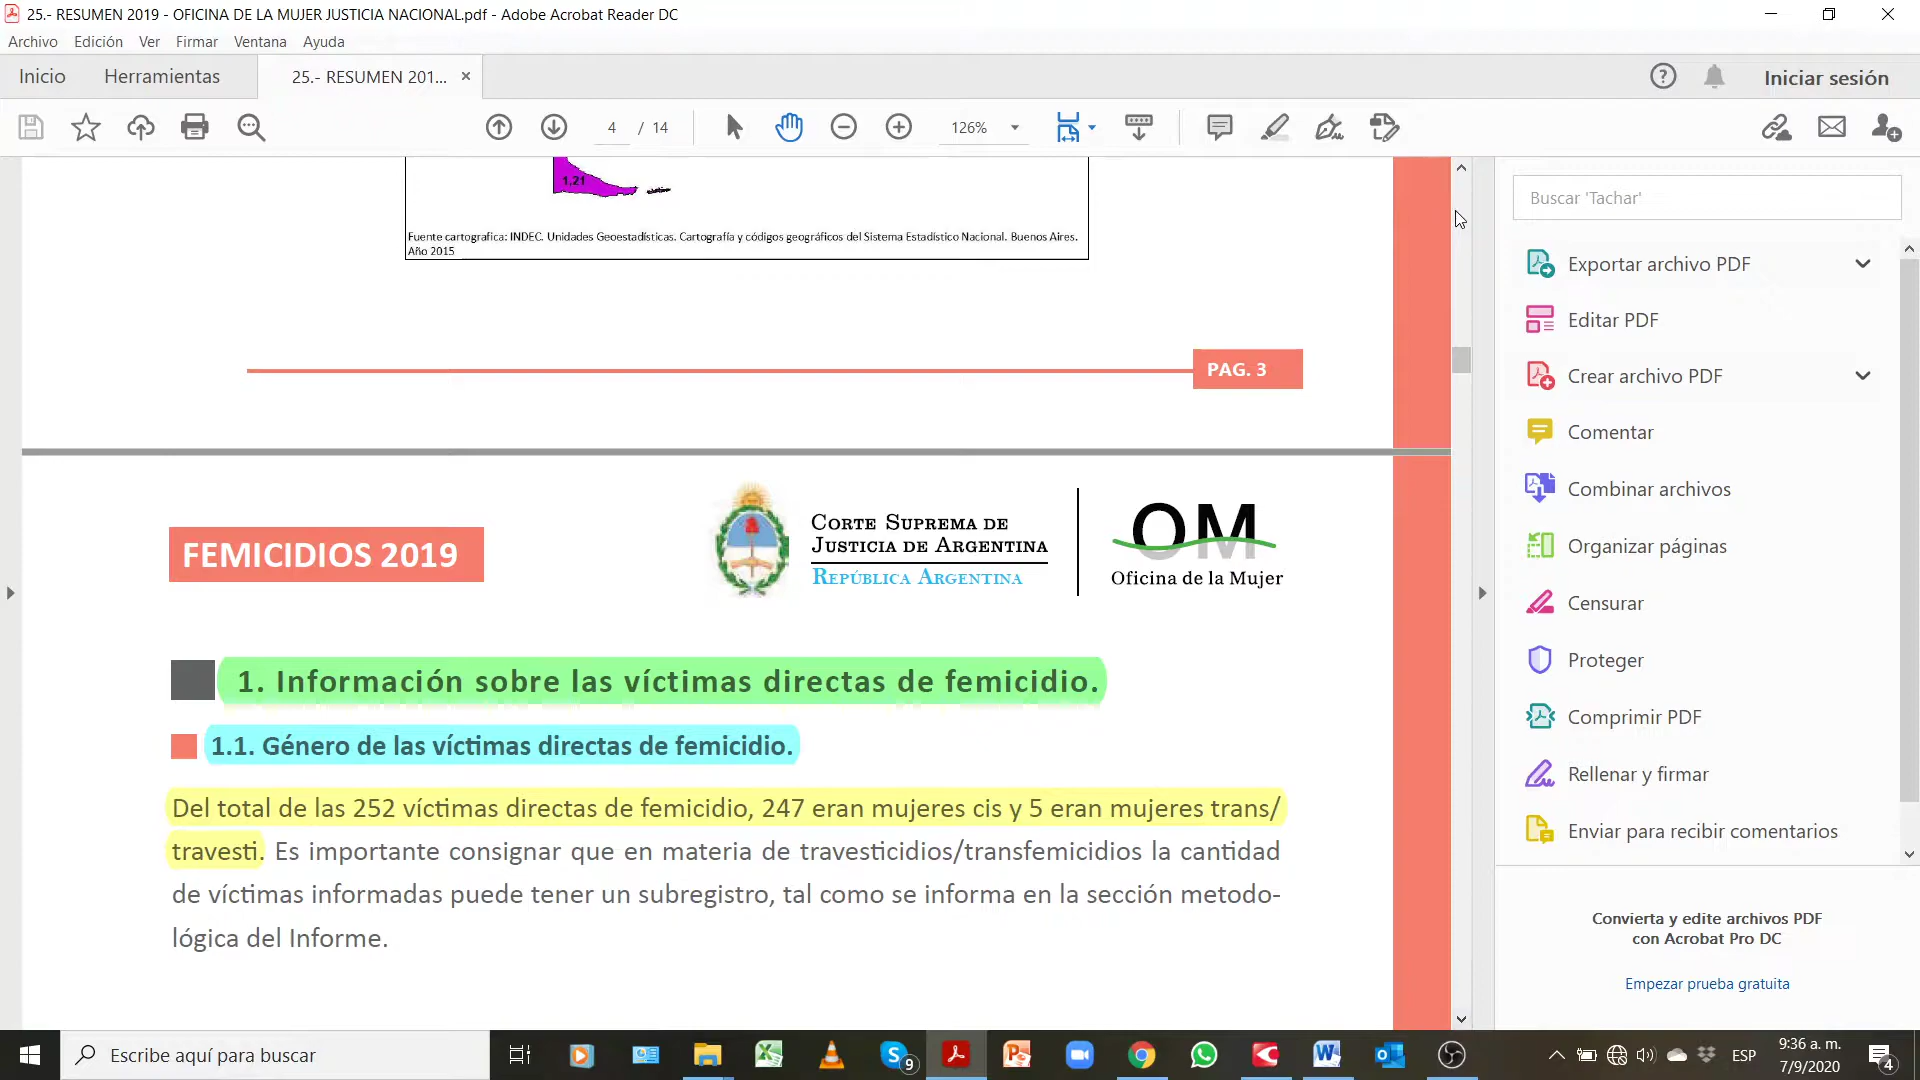 25.- RESUMEN 2019 - OFICINA DE LA MUJER JUSTICIA NACIONAL.pdf - Adobe Acrobat Reader DC
Archivo Edición Ver Firmar Ventana Ayuda
Inicio Herramientas 25.- RESUMEN 201... Iniciar sesión
4 / 14 126%
1,21
Fuente cartografica: INDEC. Unidades Geoestadísticas. Cartografía y códigos geográficos del Sistema Estadístico Nacional. Buenos Aires.
Año 2015
PAG. 3
FEMICIDIOS 2019
CORTE SUPREMA DE
JUSTICIA DE ARGENTINA
REPÚBLICA ARGENTINA
OM
Oficina de la Mujer
1. Información sobre las víctimas directas de femicidio.
1.1. Género de las víctimas directas de femicidio.
Del total de las 252 víctimas directas de femicidio, 247 eran mujeres cis y 5 eran mujeres trans/
travesti. Es importante consignar que en materia de travesticidios/transfemicidios la cantidad
de víctimas informadas puede tener un subregistro, tal como se informa en la sección metodo-
lógica del Informe.
Buscar 'Tachar'
Exportar archivo PDF
Editar PDF
Crear archivo PDF
Comentar
Combinar archivos
Organizar páginas
Censurar
Proteger
Comprimir PDF
Rellenar y firmar
Enviar para recibir comentarios
Convierta y edite archivos PDF
con Acrobat Pro DC
Empezar prueba gratuita
Escribe aquí para buscar
9
ESP
9:36 a. m.
7/9/2020
4